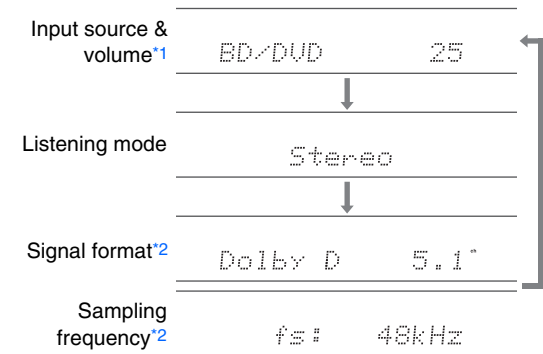 Input source &
volume*1
BD/DVD 25
Listening mode
Stereo
Signal format*2
Dolby D 5.1
Sampling
frequency*2
fs: 48kHz